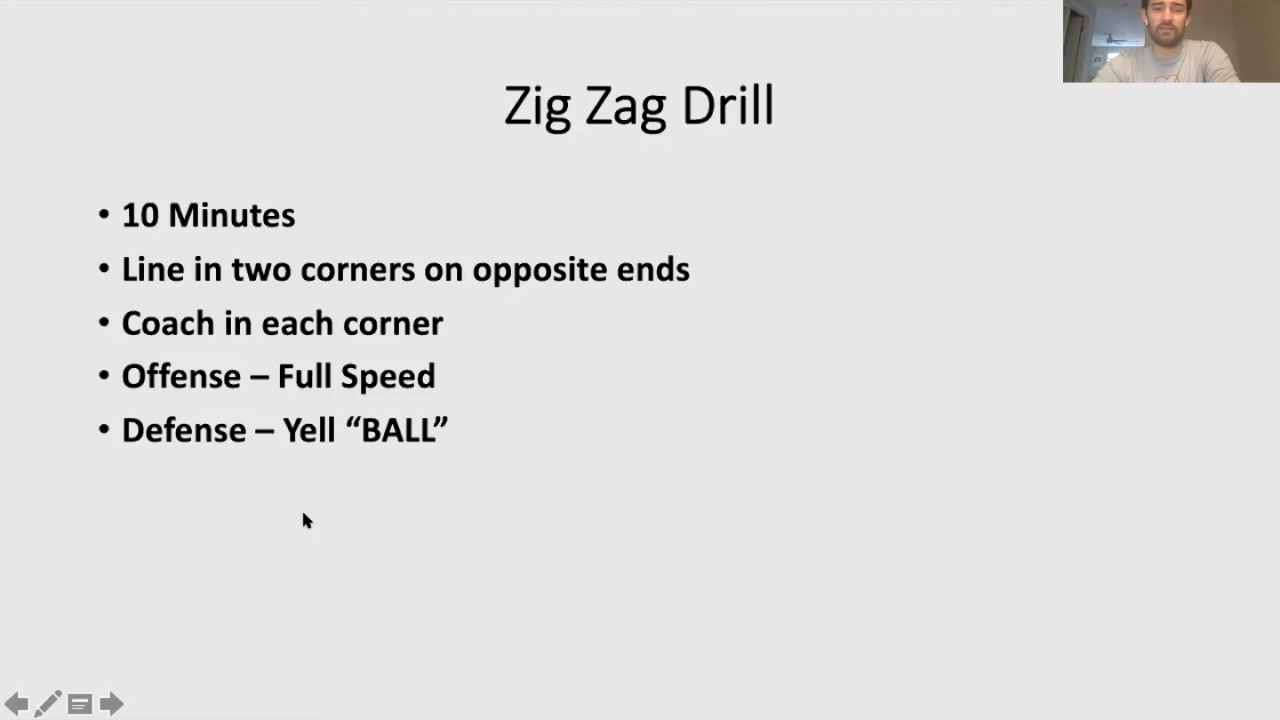 Zig Zag Drill
• 10 Minutes
• Line in two corners on opposite ends
• Coach in each corner
• Offense – Full Speed
• Defense – Yell “BALL”